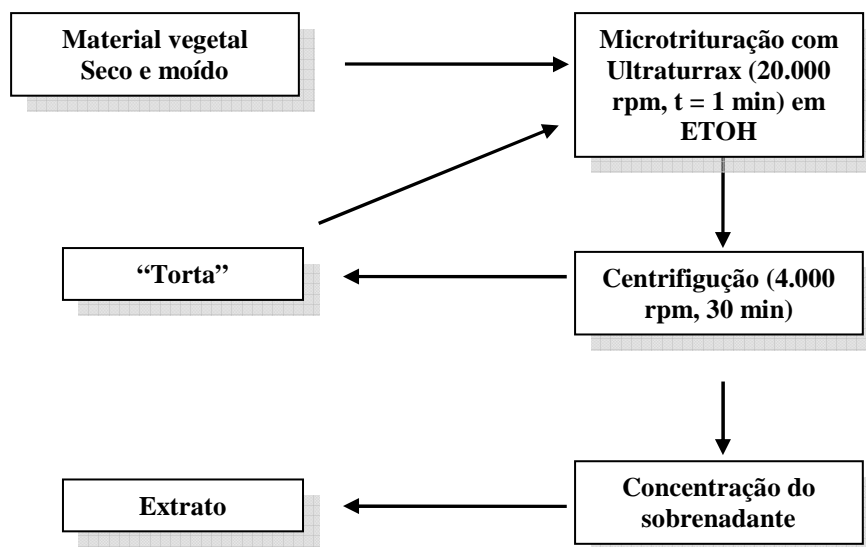 Material vegetal
Seco e moído
Microtrituração com
Ultraturrax (20.000
rpm, t = 1 min) em
ETOH
“Torta”
Centrifigução (4.000
rpm, 30 min)
Extrato
Concentração do
sobrenadante